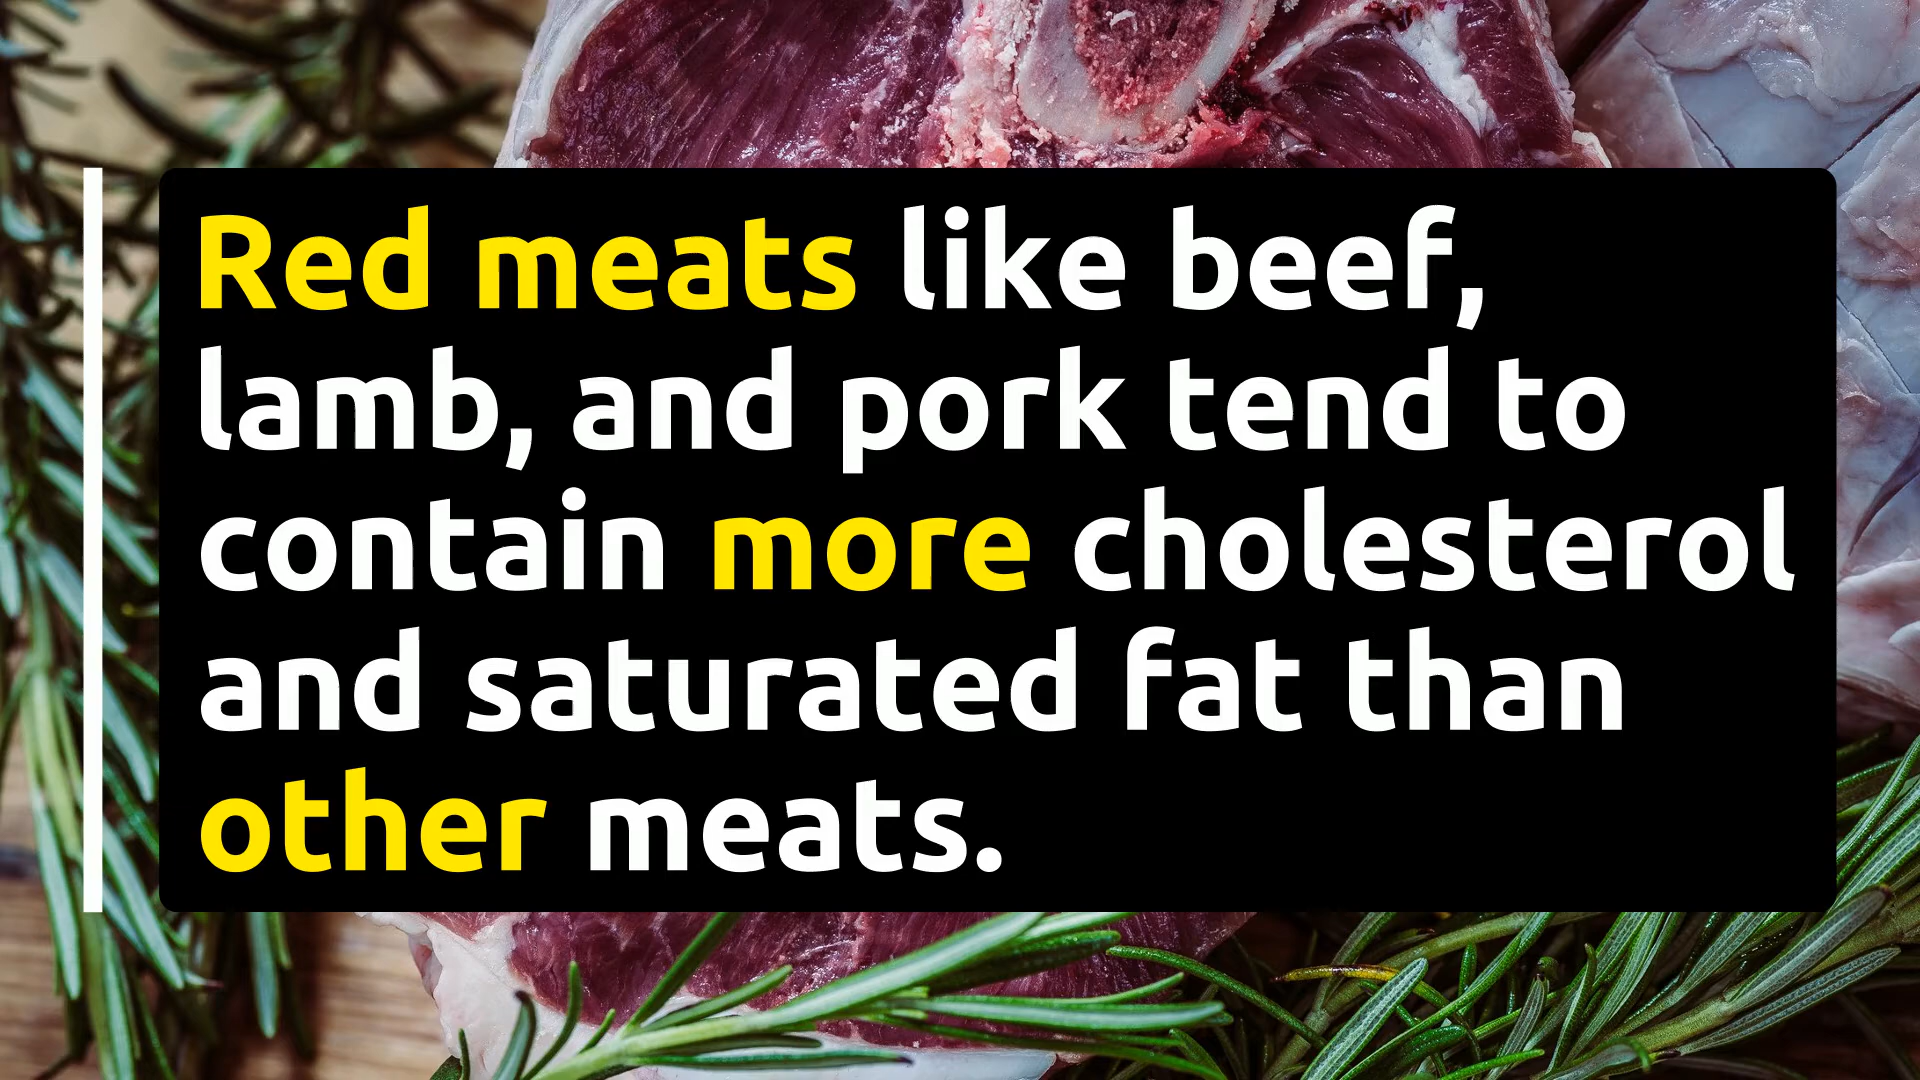 Red meats like beef,
lamb, and pork tend to
contain more cholesterol
and saturated fat than
other meats.